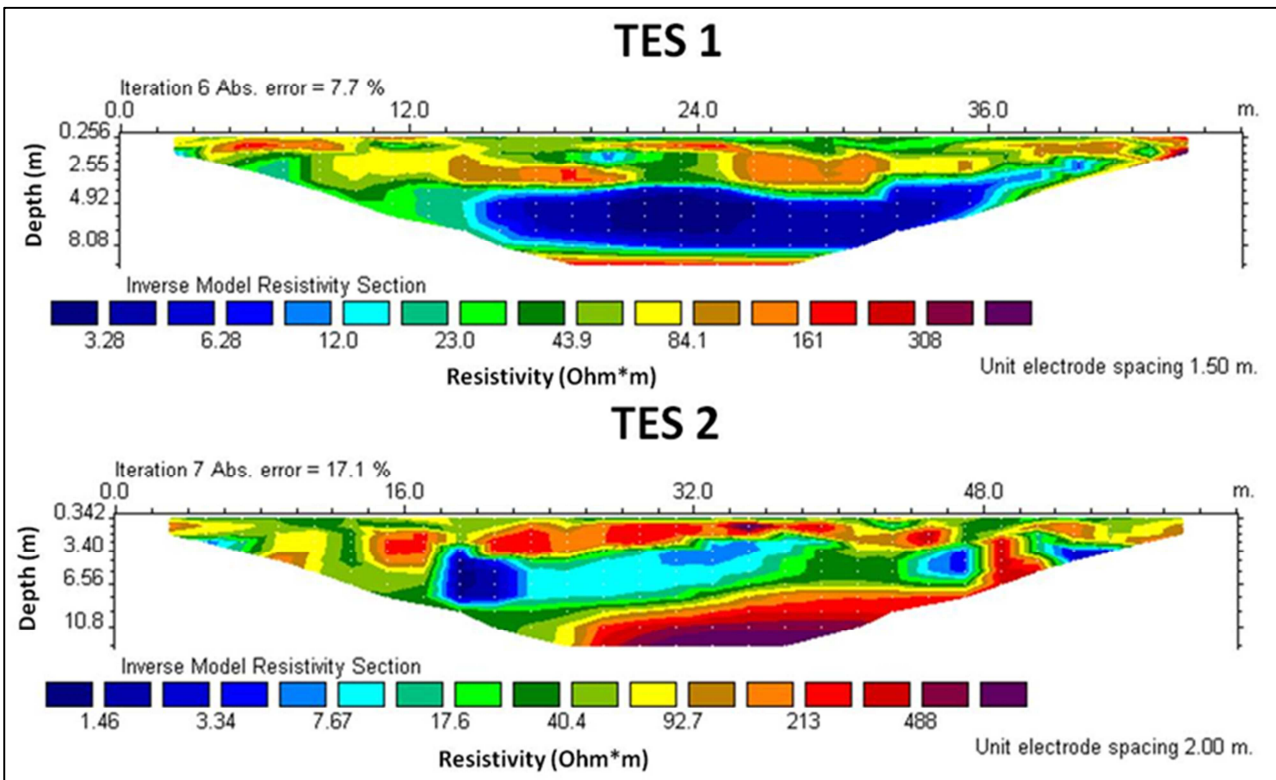 TES 1
Iteration 6 Abs. error = 7.7 %
0.0 12.0 24.0 36.0 m.
Depth (m)
0.256
2.55
4.92
8.08
Inverse Model Resistivity Section
3.28 6.28 12.0 23.0 43.9 84.1 161 308
Resistivity (Ohm*m)
Unit electrode spacing 1.50 m.
TES 2
Iteration 7 Abs. error = 17.1 %
0.0 16.0 32.0 48.0 m.
Depth (m)
0.342
3.40
6.56
10.8
Inverse Model Resistivity Section
1.46 3.34 7.67 17.6 40.4 92.7 213 488
Resistivity (Ohm*m)
Unit electrode spacing 2.00 m.